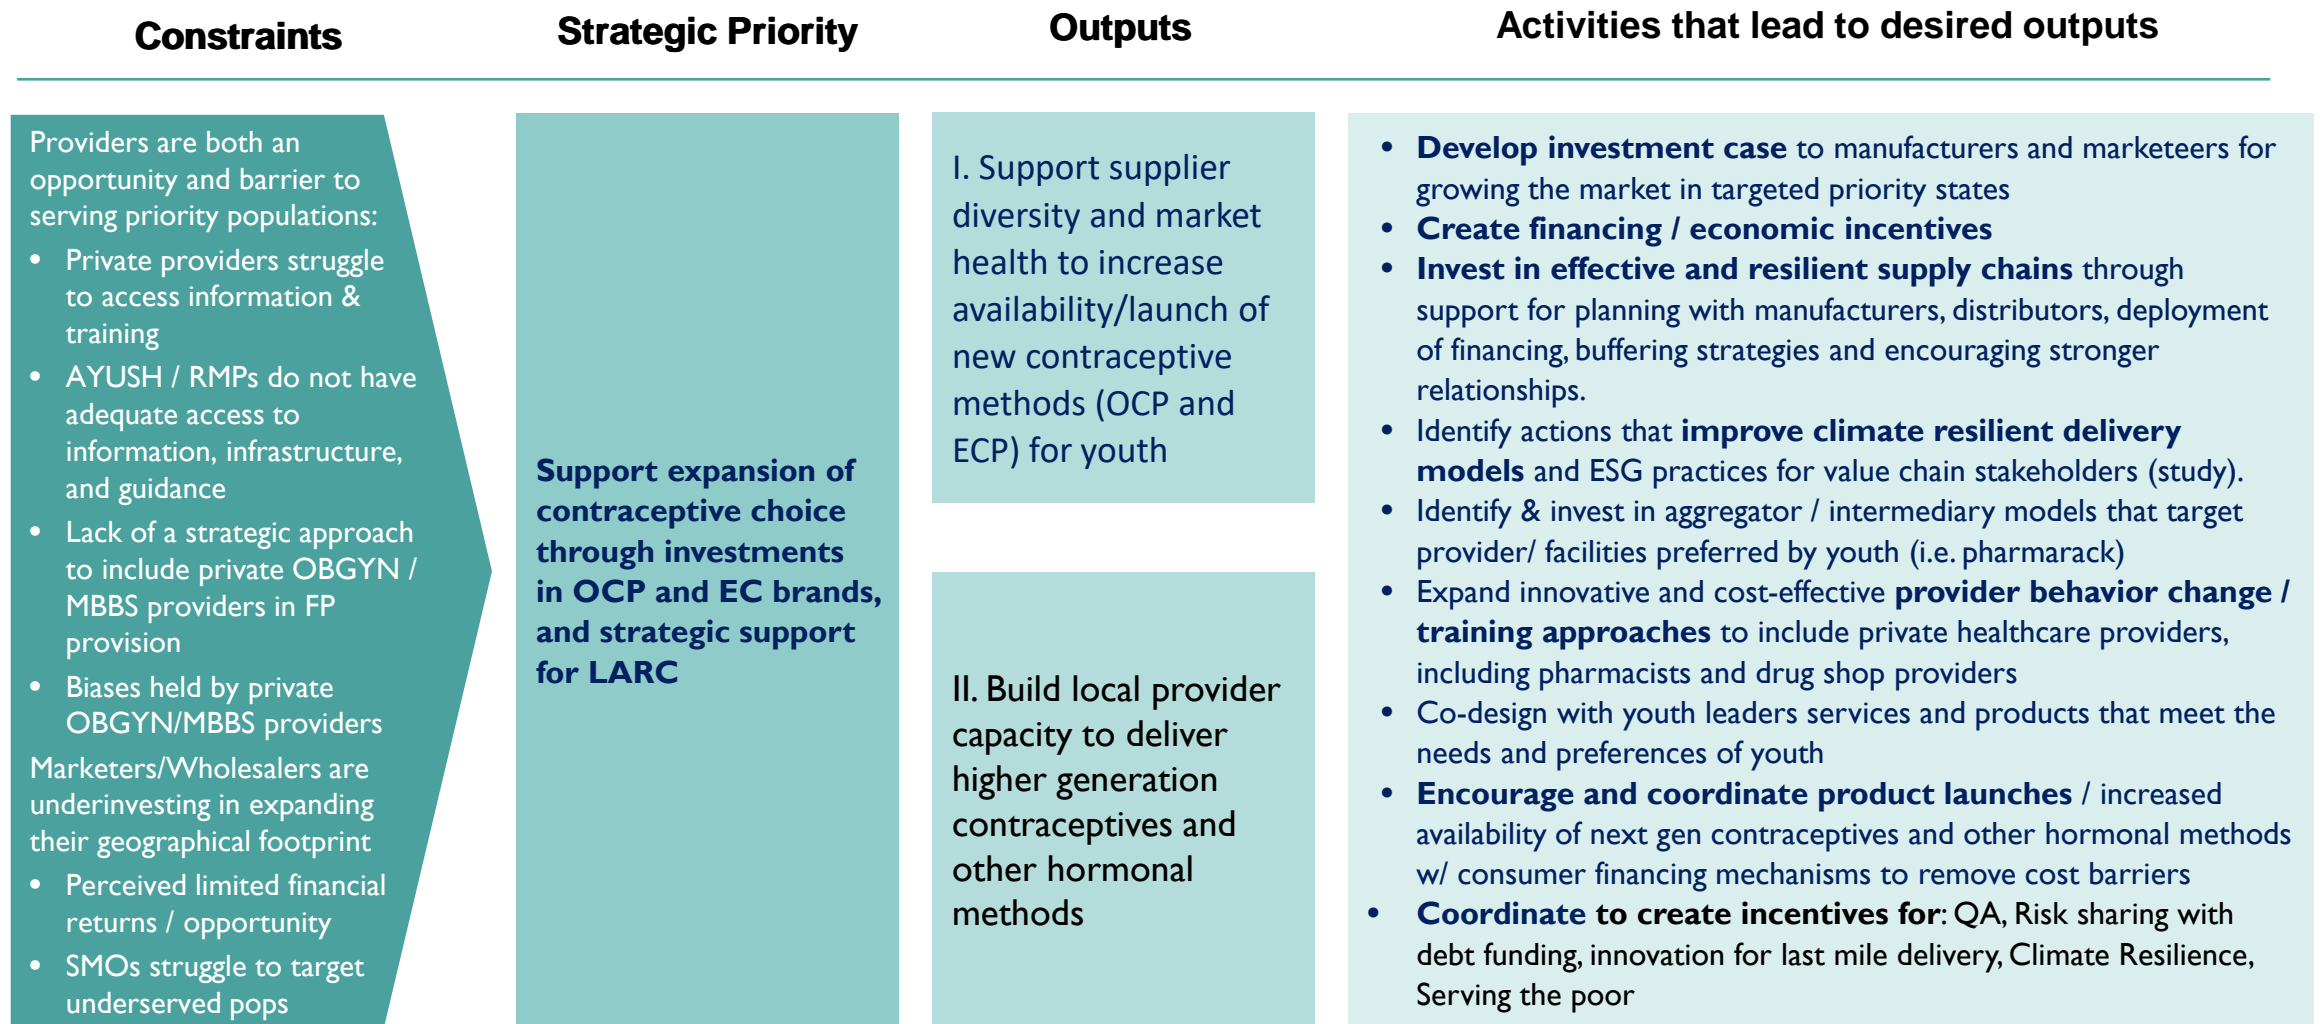 Constraints
Strategic Priority
Outputs
Activities that lead to desired outputs
Providers are both an
opportunity and barrier to
serving priority populations:
• Private providers struggle
to access information &
training
• AYUSH / RMPs do not have
adequate access to
information, infrastructure,
and guidance
• Lack of a strategic approach
to include private OBGYN /
MBBS providers in FP
provision
• Biases held by private
OBGYN/MBBS providers
Marketers/Wholesalers are
underinvesting in expanding
their geographical footprint
• Perceived limited financial
returns / opportunity
• SMOs struggle to target
underserved pops
Support expansion of
contraceptive choice
through investments
in OCP and EC brands,
and strategic support
for LARC
I. Support supplier
diversity and market
health to increase
availability/launch of
new contraceptive
methods (OCP and
ECP) for youth
II. Build local provider
capacity to deliver
higher generation
contraceptives and
other hormonal
methods
• Develop investment case to manufacturers and marketeers for
growing the market in targeted priority states
• Create financing / economic incentives
• Invest in effective and resilient supply chains through
support for planning with manufacturers, distributors, deployment
of financing, buffering strategies and encouraging stronger
relationships.
• Identify actions that improve climate resilient delivery
models and ESG practices for value chain stakeholders (study).
• Identify & invest in aggregator / intermediary models that target
provider/ facilities preferred by youth (i.e. pharmarack)
• Expand innovative and cost-effective provider behavior change /
training approaches to include private healthcare providers,
including pharmacists and drug shop providers
• Co-design with youth leaders services and products that meet the
needs and preferences of youth
• Encourage and coordinate product launches / increased
availability of next gen contraceptives and other hormonal methods
w/ consumer financing mechanisms to remove cost barriers
• Coordinate to create incentives for: QA, Risk sharing with
debt funding, innovation for last mile delivery, Climate Resilience,
Serving the poor